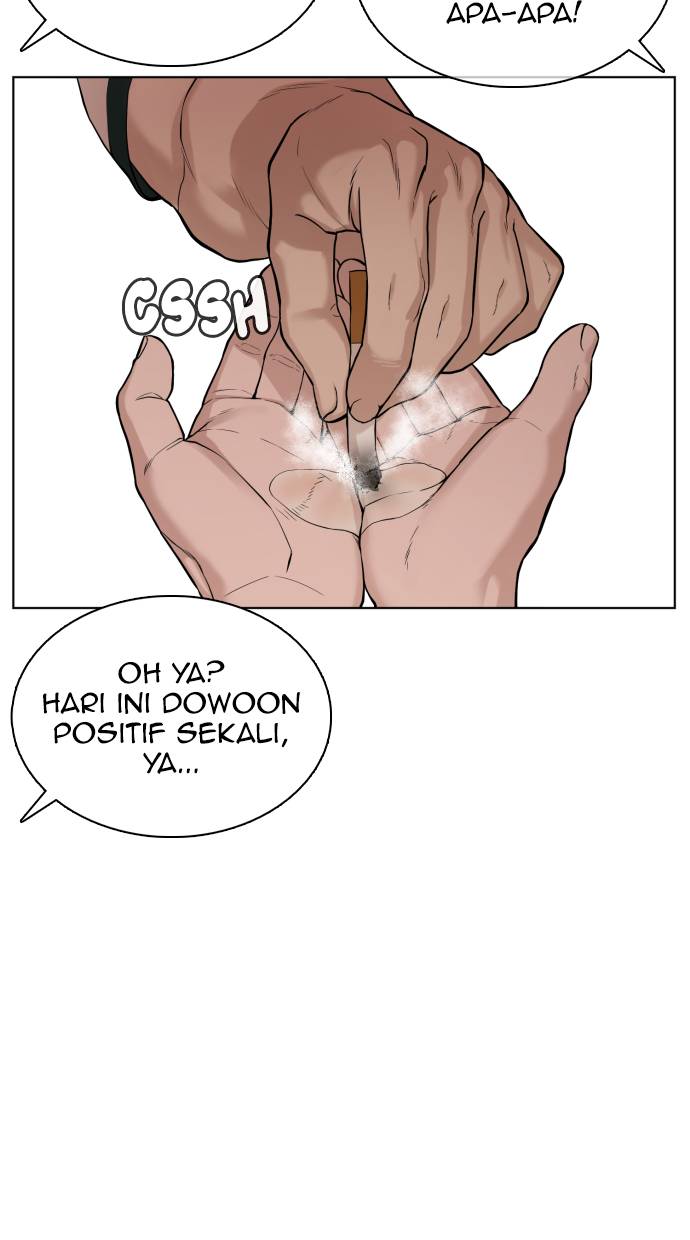 APA-APA!
CSSH
OH YA?
HARI INI DOWOON
POSITIF SEKALI,
YA...